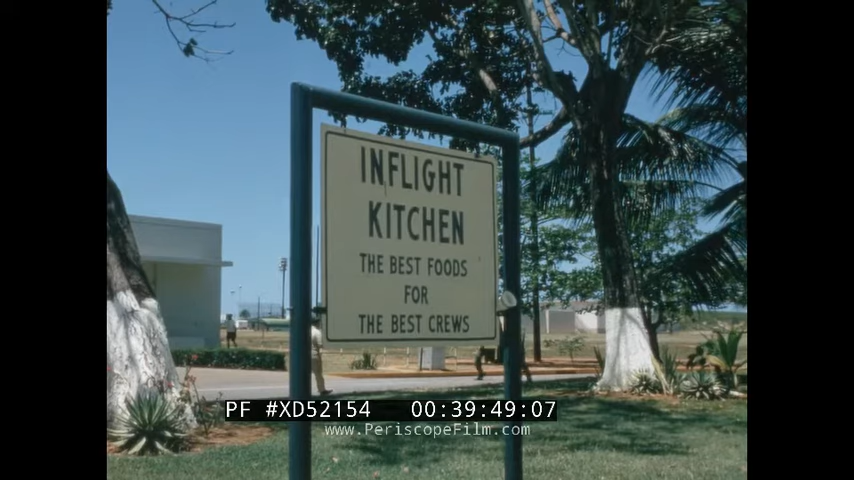 INFLIGHT
KITCHEN
THE BEST FOODS
FOR
THE BEST CREWS
PF #XD52154 00:39:49:07
www.PeriscopeFilm.com